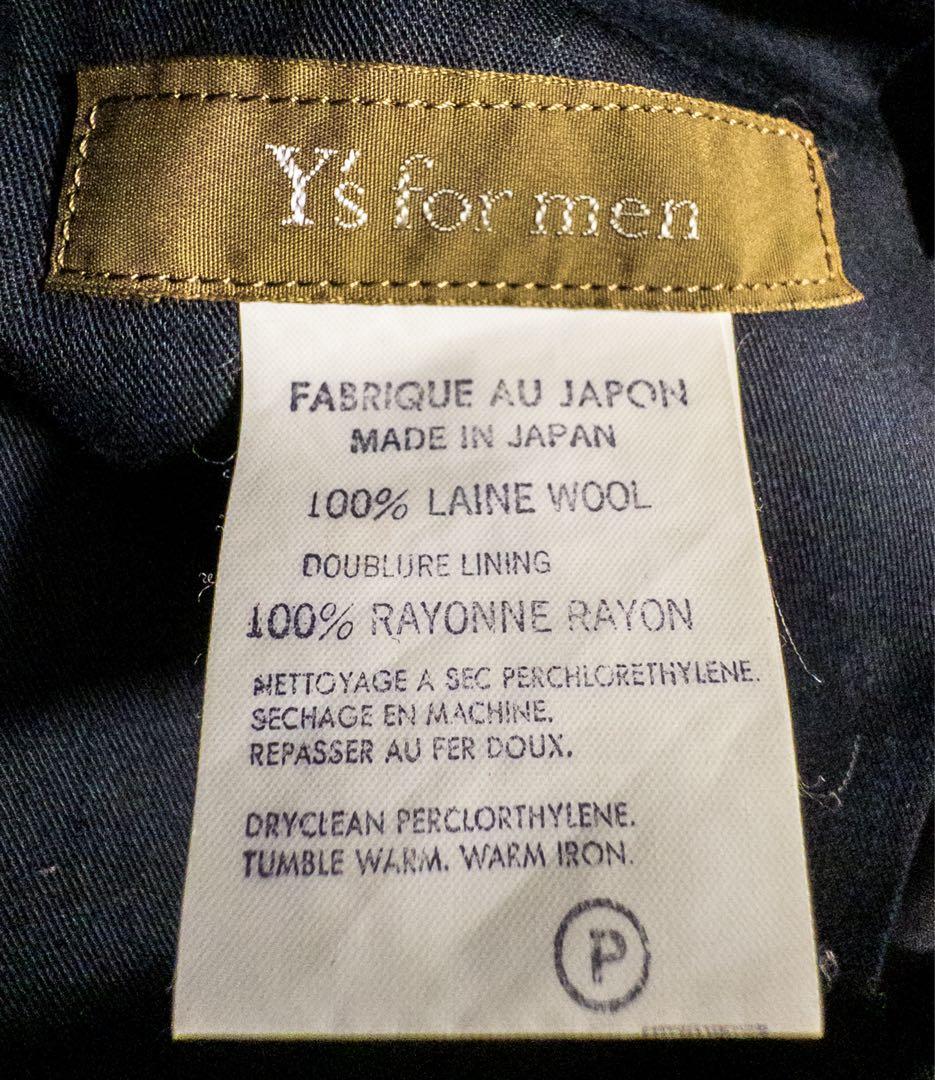 Y's for men
FABRIQUE AU JAPON
MADE IN JAPAN
100% LAINE WOOL
DOUBLURE LINING
100% RAYONNE RAYON
NETTOYAGE A SEC PERCHLORETHYLENE.
SECHAGE EN MACHINE.
REPASSER AU FER DOUX.
DRYCLEAN PERCLORTHYLENE.
TUMBLE WARM. WARM IRON.
P